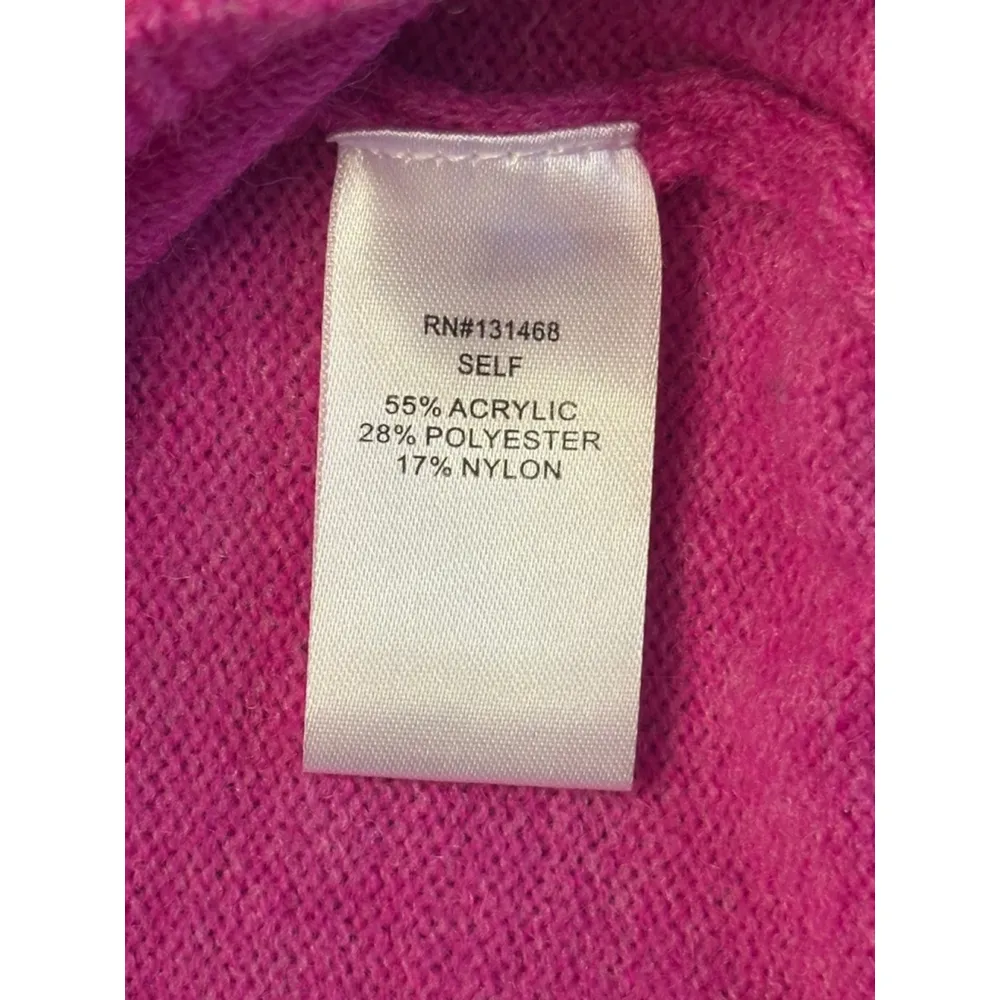 RN#131468
SELF
55% ACRYLIC
28% POLYESTER
17% NYLON